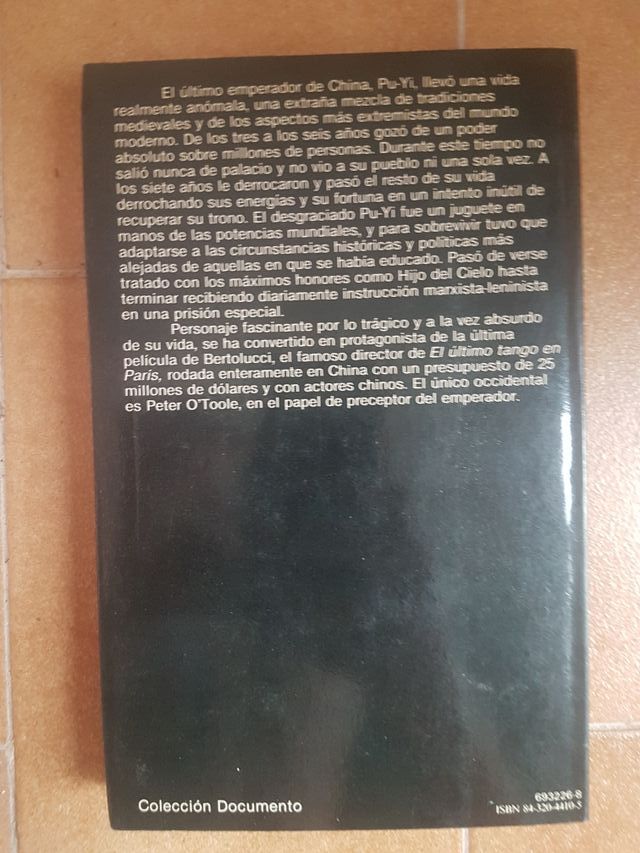 El último emperador de China, Pu-Yi, llevó una vida
realmente anómala, una extraña mezcla de tradiciones
medievales y de los aspectos más extremistas del mundo
moderno. De los tres a los seis años gozó de un poder
absoluto sobre millones de personas. Durante este tiempo no
salió nunca de palacio y no vio a su pueblo ni una sola vez. A
los siete años le derrocaron y pasó el resto de su vida
derrochando sus energías y su fortuna en un intento inútil de
recuperar su trono. El desgraciado Pu-Yi fue un juguete en
manos de las potencias mundiales, y para sobrevivir tuvo que
adaptarse a las circunstancias históricas y políticas más
alejadas de aquellas en que se había educado. Pasó de verse
tratado con los máximos honores como Hijo del Cielo hasta
terminar recibiendo diariamente instrucción marxista-leninista
en una prisión especial.
Personaje fascinante por lo trágico y a la vez absurdo
de su vida, se ha convertido en protagonista de la última
película de Bertolucci, el famoso director de El último tango en
París, rodada enteramente en China con un presupuesto de 25
millones de dólares y con actores chinos. El único occidental
es Peter O'Toole, en el papel de preceptor del emperador.
Colección Documento
693226-8
ISBN 84-320-4410-5